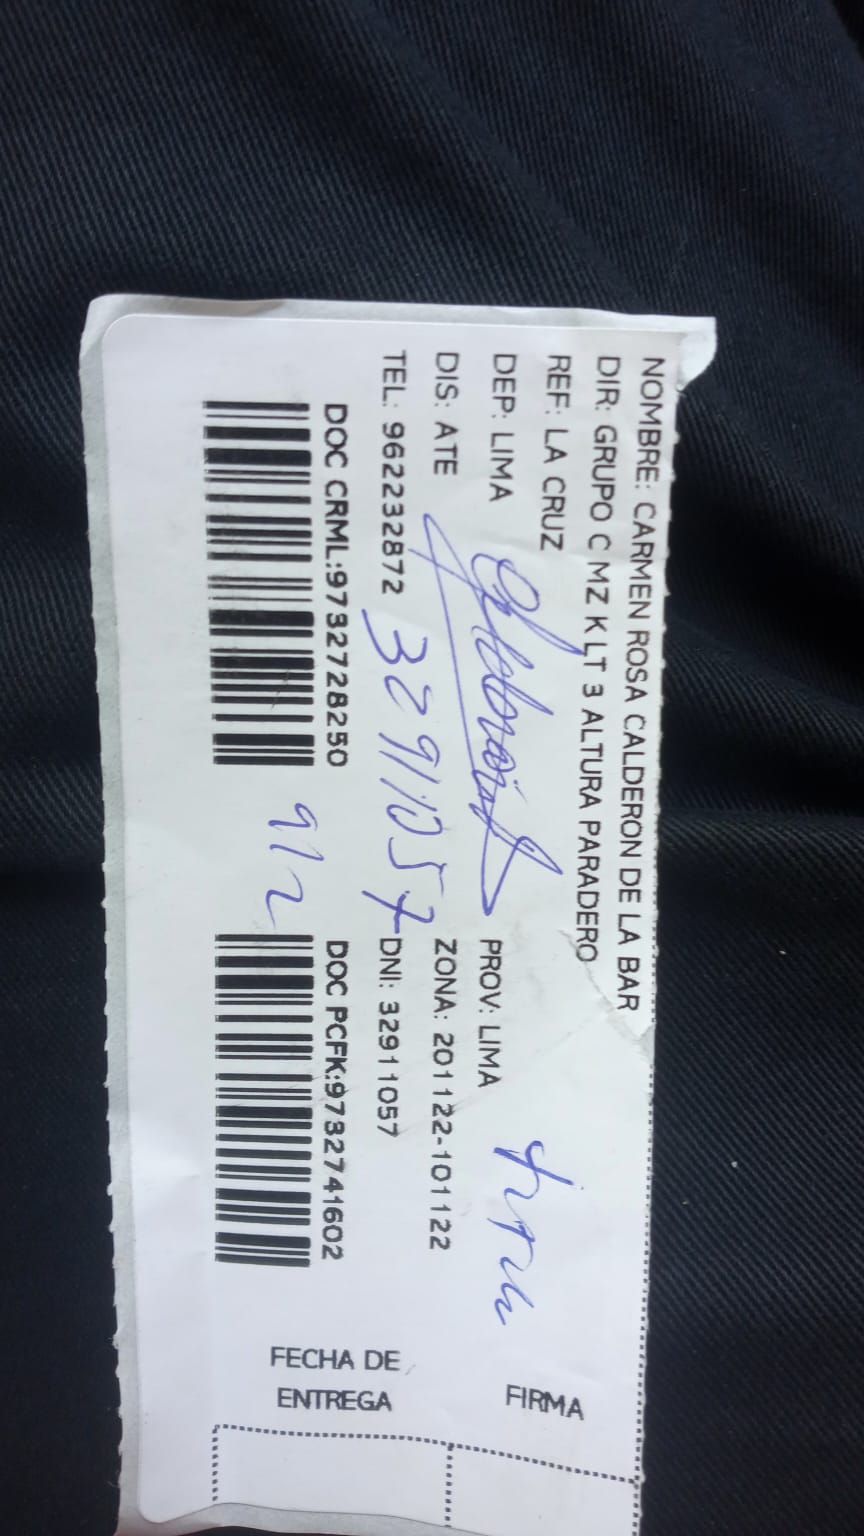 NOMBRE: CARMEN ROSA CALDERON DE LA BAR
DIR: GRUPO C MZ K LT 3 ALTURA PARADERO
REF: LA CRUZ
DEP: LIMA PROV: LIMA
DIS: ATE ZONA: 201122-101122
TEL: 962232872 DNI: 32911057
32911057
DOC CRML:9732728250 DOC PCFK:9732741602
FIRMA
FECHA DE
ENTREGA